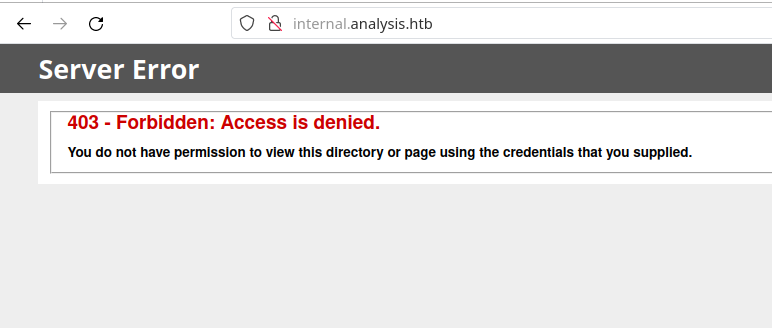 internal.analysis.htb
Server Error
403 - Forbidden: Access is denied.
You do not have permission to view this directory or page using the credentials that you supplied.